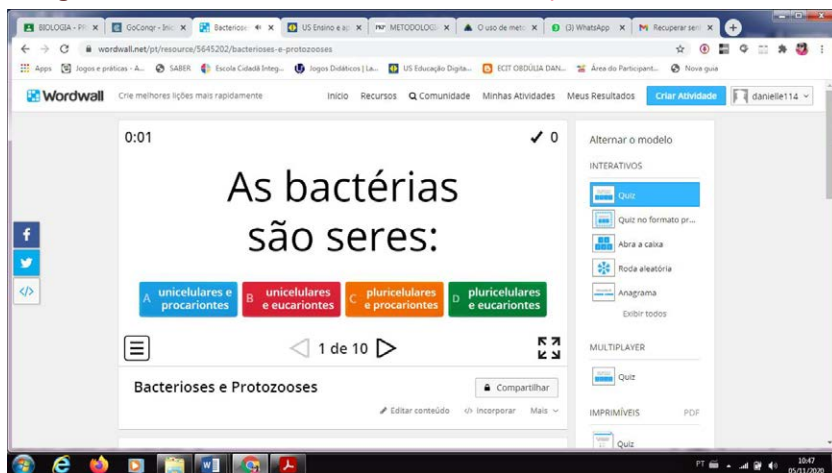 BIOLOGIA - PR
GoConqr - Iníc
Bacteriose
US Ensino e ap
METODOLOGI
O uso de meto
(3) WhatsApp
Recuperar sen
wordwall.net/pt/resource/5645202/bacterioses-e-protozooses
Apps
Jogos e práticas - A...
SABER
Escola Cidadã Integ...
Jogos Didáticos | La...
US Educação Digita...
ECIT OBDÚLIA DAN...
Área do Participant...
Nova guia
Wordwall
Crie melhores lições mais rapidamente
Início
Recursos
Comunidade
Minhas Atividades
Meus Resultados
Criar Atividade
danielle114
0:01
0
As bactérias
são seres:
A unicelulares e
procariontes
B unicelulares
e eucariontes
C pluricelulares
e procariontes
D pluricelulares
e eucariontes
1 de 10
Bacterioses e Protozooses
Compartilhar
Editar conteúdo
Incorporar
Mais
Alternar o modelo
INTERATIVOS
Quiz
Quiz no formato pr...
Abra a caixa
Roda aleatória
Anagrama
Exibir todos
MULTIPLAYER
Quiz
IMPRIMÍVEIS
PDF
Quiz
PT
10:47
05/11/2020